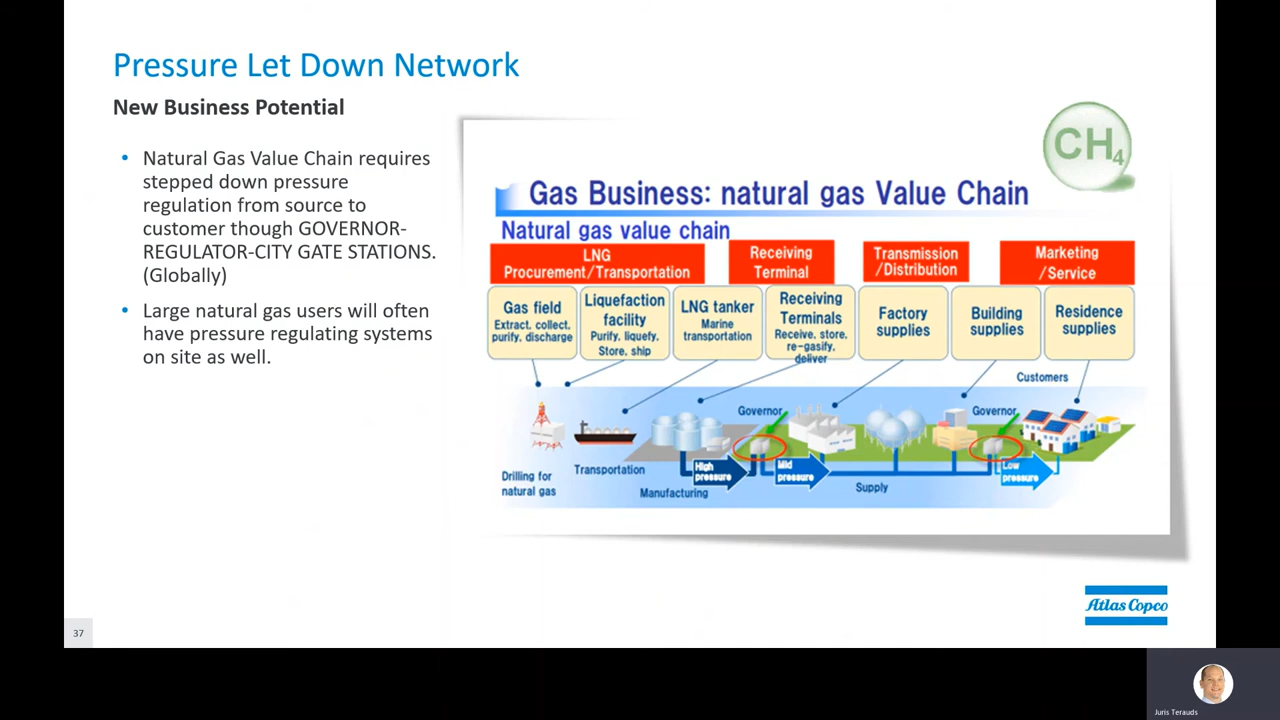 Pressure Let Down Network
New Business Potential
• Natural Gas Value Chain requires
stepped down pressure
regulation from source to
customer though GOVERNOR-
REGULATOR-CITY GATE STATIONS.
(Globally)
• Large natural gas users will often
have pressure regulating systems
on site as well.
CH4
Gas Business: natural gas Value Chain
Natural gas value chain
LNG
Procurement/Transportation
Receiving
Terminal
Transmission
/Distribution
Marketing
/Service
Gas field
Extract, collect,
purify, discharge
Liquefaction
facility
Purify, liquefy,
Store, ship
LNG tanker
Marine
transportation
Receiving
Terminals
Receive, store,
re-gasify,
deliver
Factory
supplies
Building
supplies
Residence
supplies
Customers
Governor
Governor
High
pressure
Mid
pressure
Low
pressure
Drilling for
natural gas
Transportation
Manufacturing
Supply
Atlas Copco
37
Juris Terauds